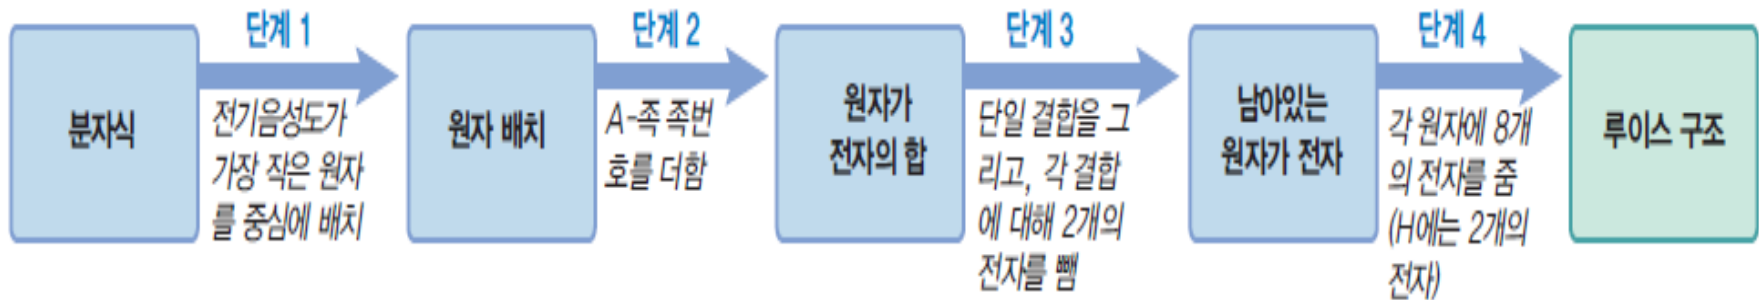 단계 1
단계 2
단계 3
단계 4
분자식
전기음성도가
가장 작은 원자
를 중심에 배치
원자 배치
A-족 족번
호를 더함
원자가
전자의 합
단일 결합을 그
리고, 각 결합
에 대해 2개의
전자를 뺌
남아있는
원자가 전자
각 원자에 8개
의 전자를 줌
(H에는 2개의
전자)
루이스 구조